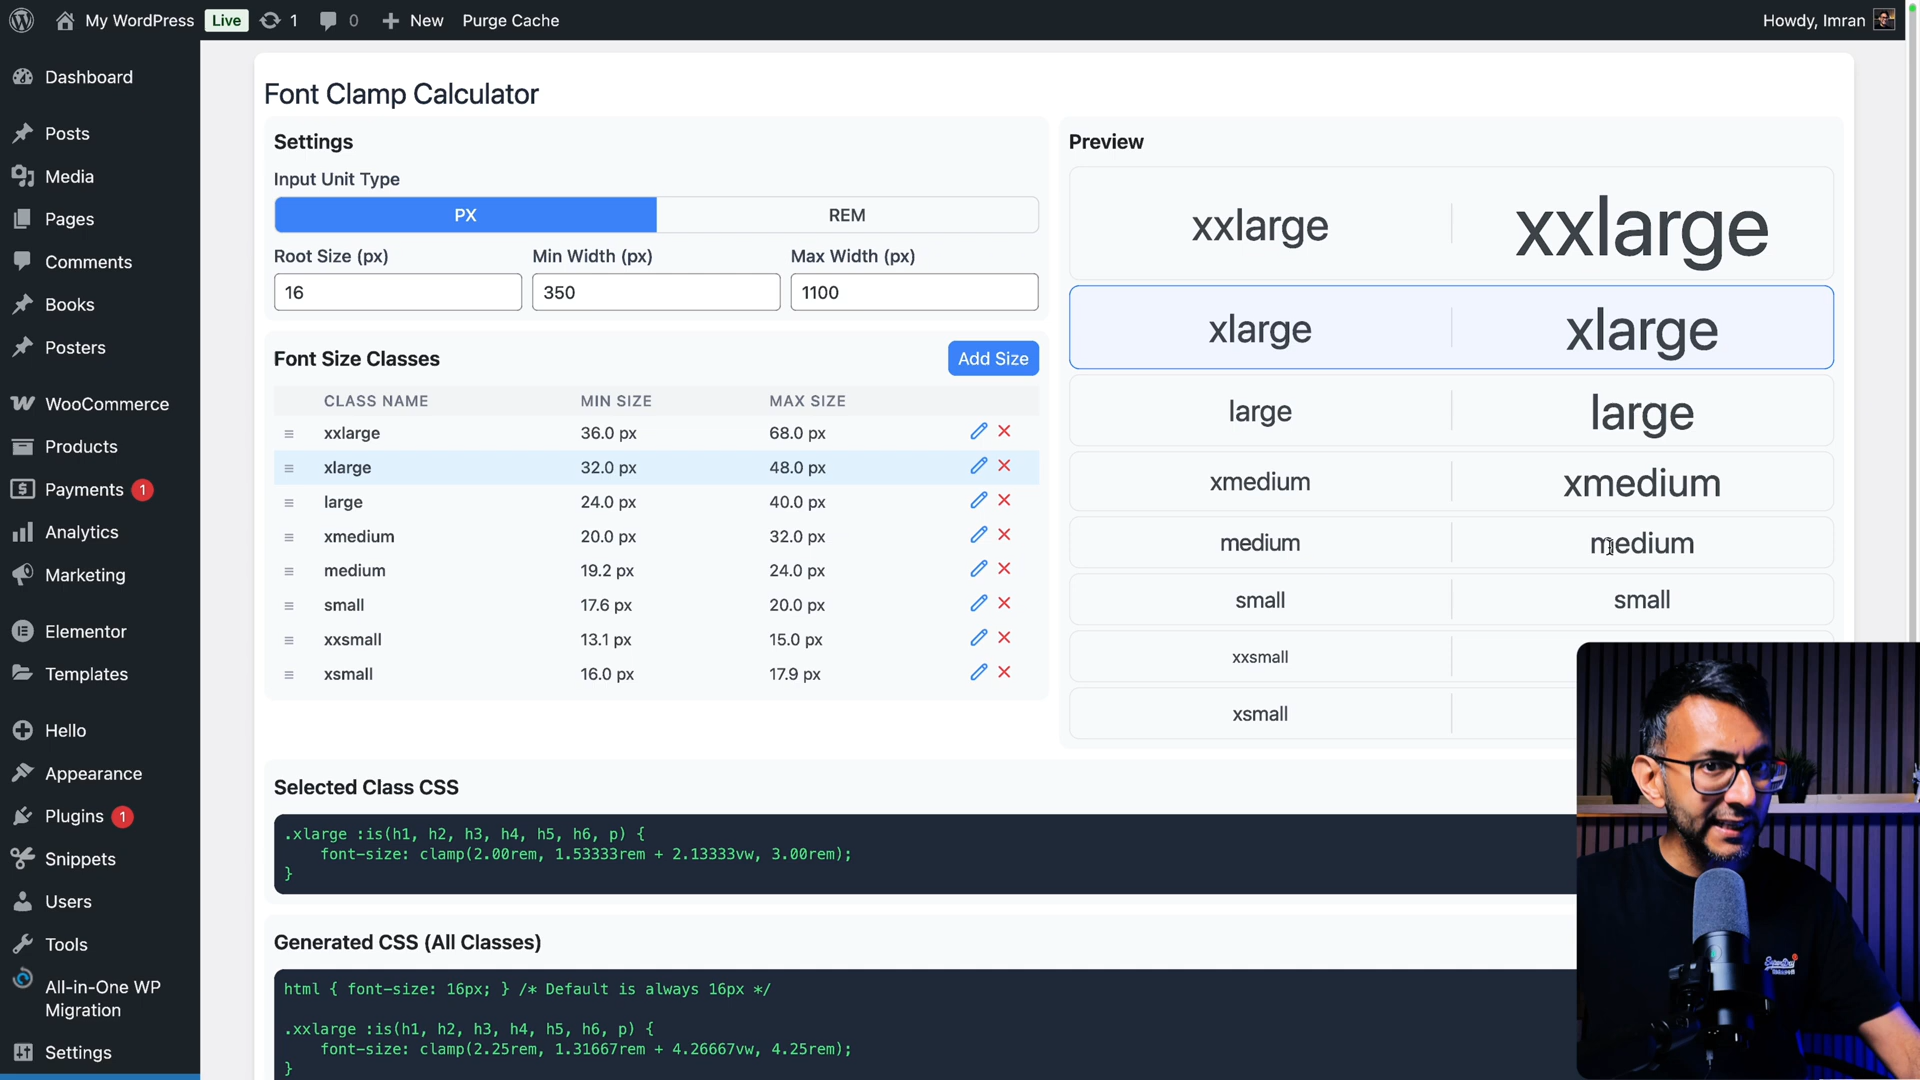 My WordPress Live 1 0 New Purge Cache Howdy, Imran
Dashboard
Posts
Media
Pages
Comments
Books
Posters
WooCommerce
Products
Payments 1
Analytics
Marketing
Elementor
Templates
Hello
Appearance
Plugins 1
Snippets
Users
Tools
All-in-One WP
Migration
Settings
Font Clamp Calculator
Settings
Input Unit Type
PX REM
Root Size (px) Min Width (px) Max Width (px)
16 350 1100
Font Size Classes Add Size
CLASS NAME MIN SIZE MAX SIZE
xxlarge 36.0 px 68.0 px
xlarge 32.0 px 48.0 px
large 24.0 px 40.0 px
xmedium 20.0 px 32.0 px
medium 19.2 px 24.0 px
small 17.6 px 20.0 px
xxsmall 13.1 px 15.0 px
xsmall 16.0 px 17.9 px
Preview
xxlarge xxlarge
xlarge xlarge
large large
xmedium xmedium
medium medium
small small
xxsmall
xsmall
Selected Class CSS
.xlarge :is(h1, h2, h3, h4, h5, h6, p) {
font-size: clamp(2.00rem, 1.53333rem + 2.13333vw, 3.00rem);
}
Generated CSS (All Classes)
html { font-size: 16px; } /* Default is always 16px */
.xxlarge :is(h1, h2, h3, h4, h5, h6, p) {
font-size: clamp(2.25rem, 1.31667rem + 4.26667vw, 4.25rem);
}